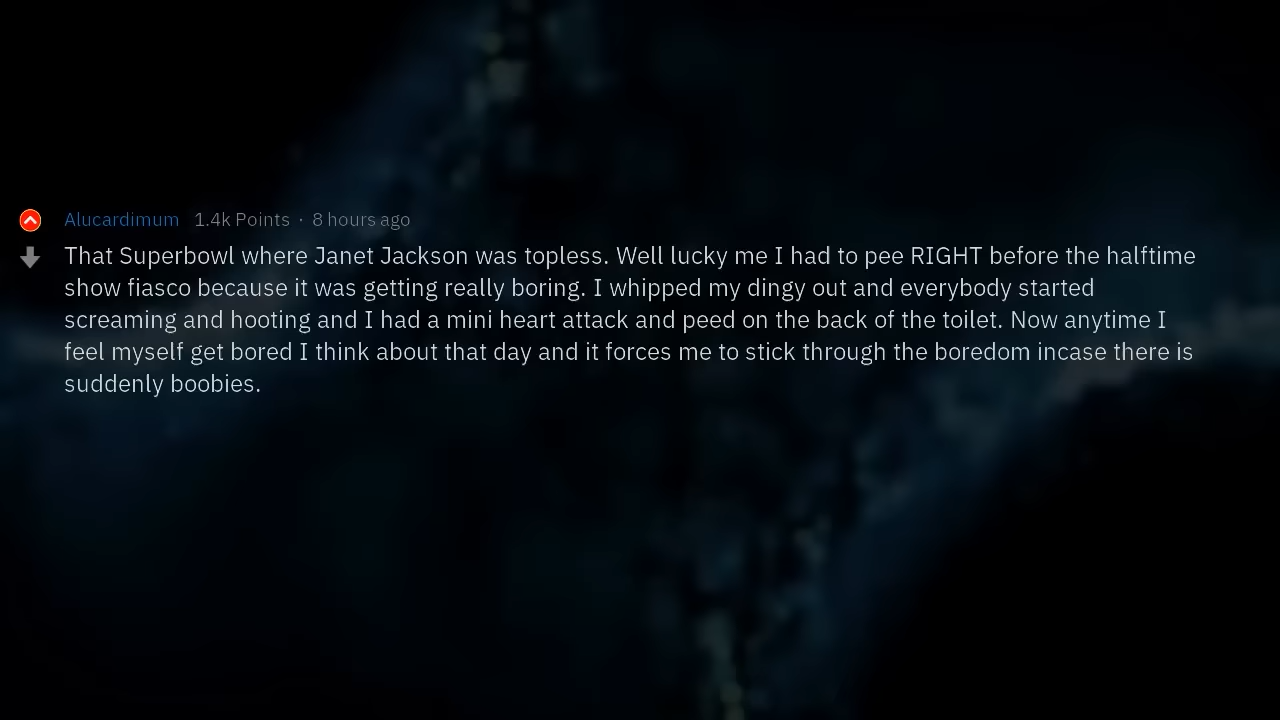 Alucardimum 1.4k Points · 8 hours ago
That Superbowl where Janet Jackson was topless. Well lucky me I had to pee RIGHT before the halftime
show fiasco because it was getting really boring. I whipped my dingy out and everybody started
screaming and hooting and I had a mini heart attack and peed on the back of the toilet. Now anytime I
feel myself get bored I think about that day and it forces me to stick through the boredom incase there is
suddenly boobies.